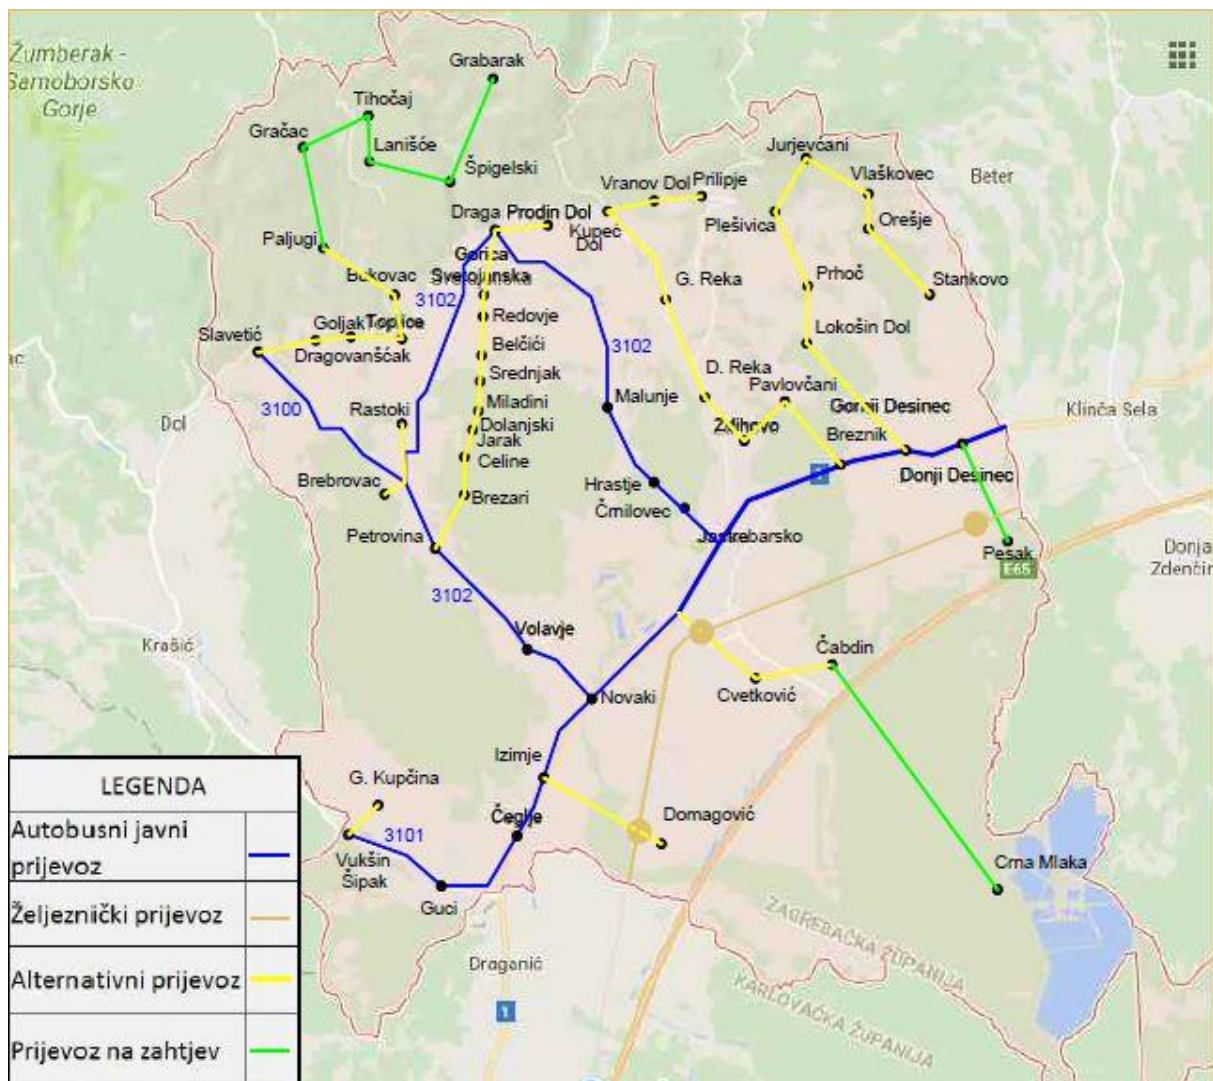 Žumberak -
Samoborsko
Gorje
Grabarak
Tihočaj
Gračac
Lanišće
Špigelski
Jurjevčani
Vlaškovec
Beter
Vranov Dol
Prilipje
Draga
Prodin Dol
Kupeč
Dol
Plešivica
Orešje
Paljugi
Gorica
Svetojanska
Bukovac
3102
G. Reka
Prhoč
Stankovo
Slavetić
Goljak
Toplice
Dragovanšćak
Redovje
Belčići
Srednjak
3102
Lokošin Dol
D. Reka
Pavlovčani
3100
Rastoki
Miladini
Malunje
Dol
Dolanjski
Jarak
Zdihovo
Gornji Desinec
Klinča Sela
Breznik
Celine
Brebrovac
Brezari
Hrastje
Črnilovec
1
Donji Desinec
Petrovina
Jastrebarsko
Pesak
E65
Donja
Zdenčin
3102
Krašić
Volavje
Čabdin
Novaki
Cvetković
Izimje
G. Kupčina
Čeglje
3101
Domagović
Vukšin
Šipak
Guci
Crna Mlaka
Draganić
1
ZAGREBAČKA ŽUPANIJA
KARLOVAČKA ŽUPANIJA
LEGENDA
Autobusni javni
prijevoz
Željeznički prijevoz
Alternativni prijevoz
Prijevoz na zahtjev